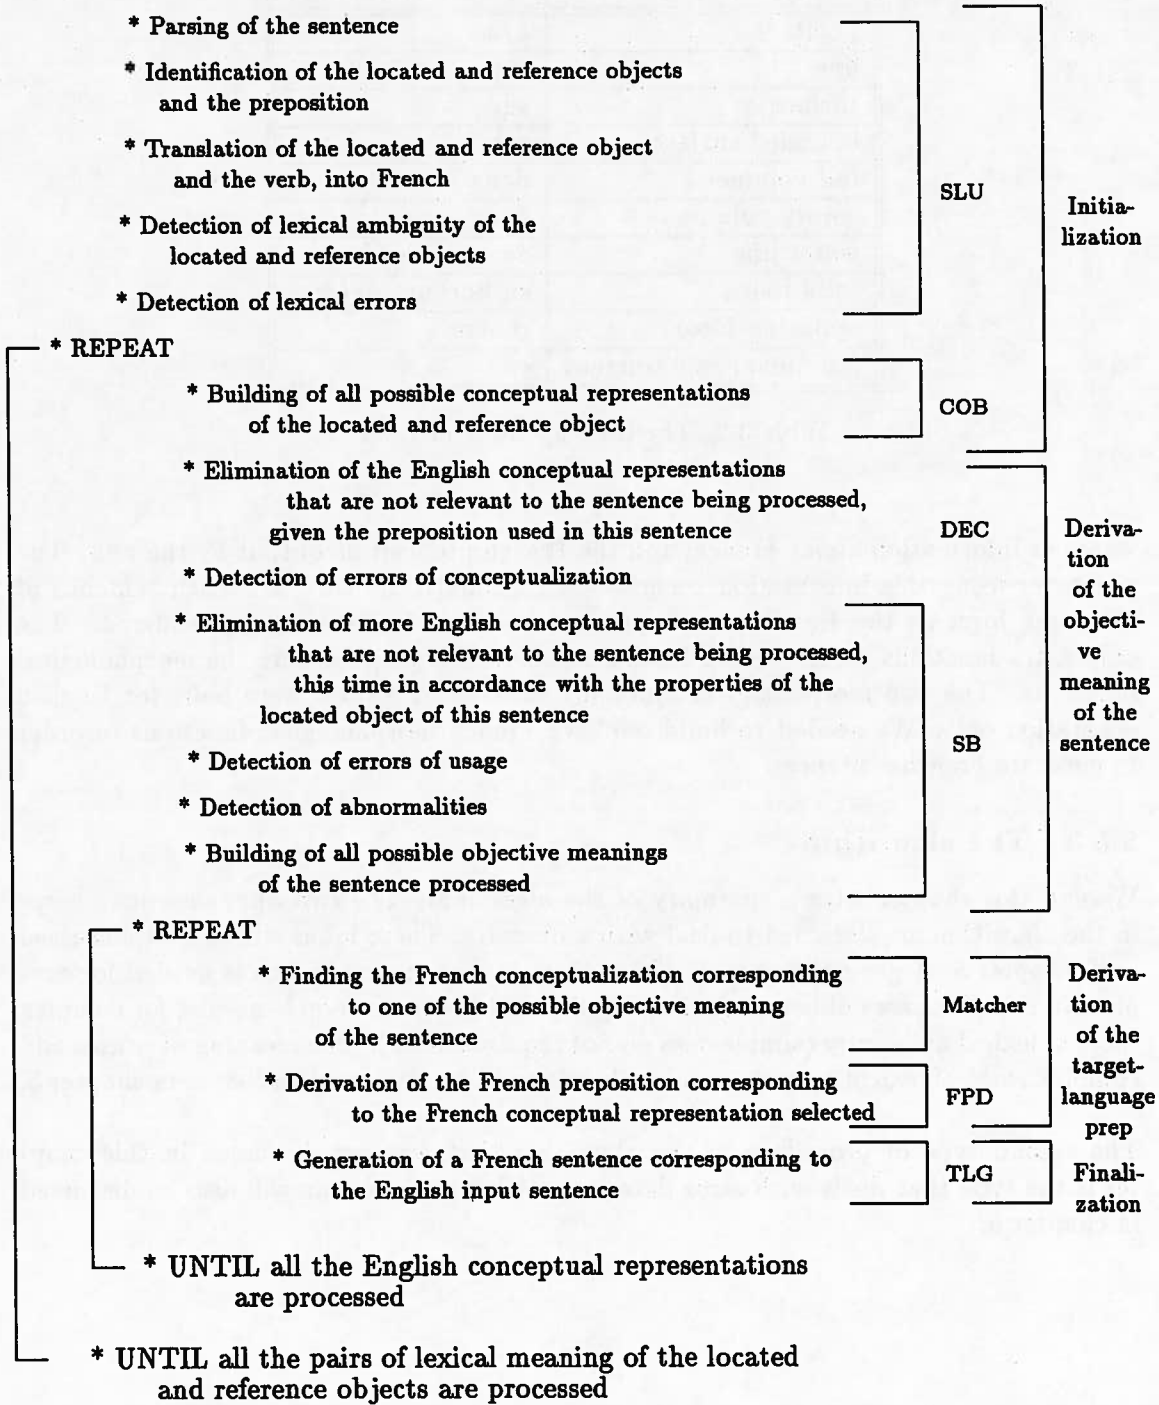 * Parsing of the sentence
* Identification of the located and reference objects
and the preposition
* Translation of the located and reference object
and the verb, into French
SLU
Initia-
lization
* Detection of lexical ambiguity of the
located and reference objects
* Detection of lexical errors
* REPEAT
* Building of all possible conceptual representations
of the located and reference object
COB
* Elimination of the English conceptual representations
that are not relevant to the sentence being processed,
given the preposition used in this sentence
DEC
* Detection of errors of conceptualization
Deriva-
tion
of the
objecti-
ve
meaning
of the
sentence
* Elimination of more English conceptual representations
that are not relevant to the sentence being processed,
this time in accordance with the properties of the
located object of this sentence
SB
* Detection of errors of usage
* Detection of abnormalities
* Building of all possible objective meanings
of the sentence processed
* REPEAT
* Finding the French conceptualization corresponding
to one of the possible objective meaning
of the sentence
Matcher
Deriva-
tion
of the
target-
language
prep
* Derivation of the French preposition corresponding
to the French conceptual representation selected
FPD
* Generation of a French sentence corresponding to
the English input sentence
TLG
Finali-
zation
* UNTIL all the English conceptual representations
are processed
* UNTIL all the pairs of lexical meaning of the located
and reference objects are processed